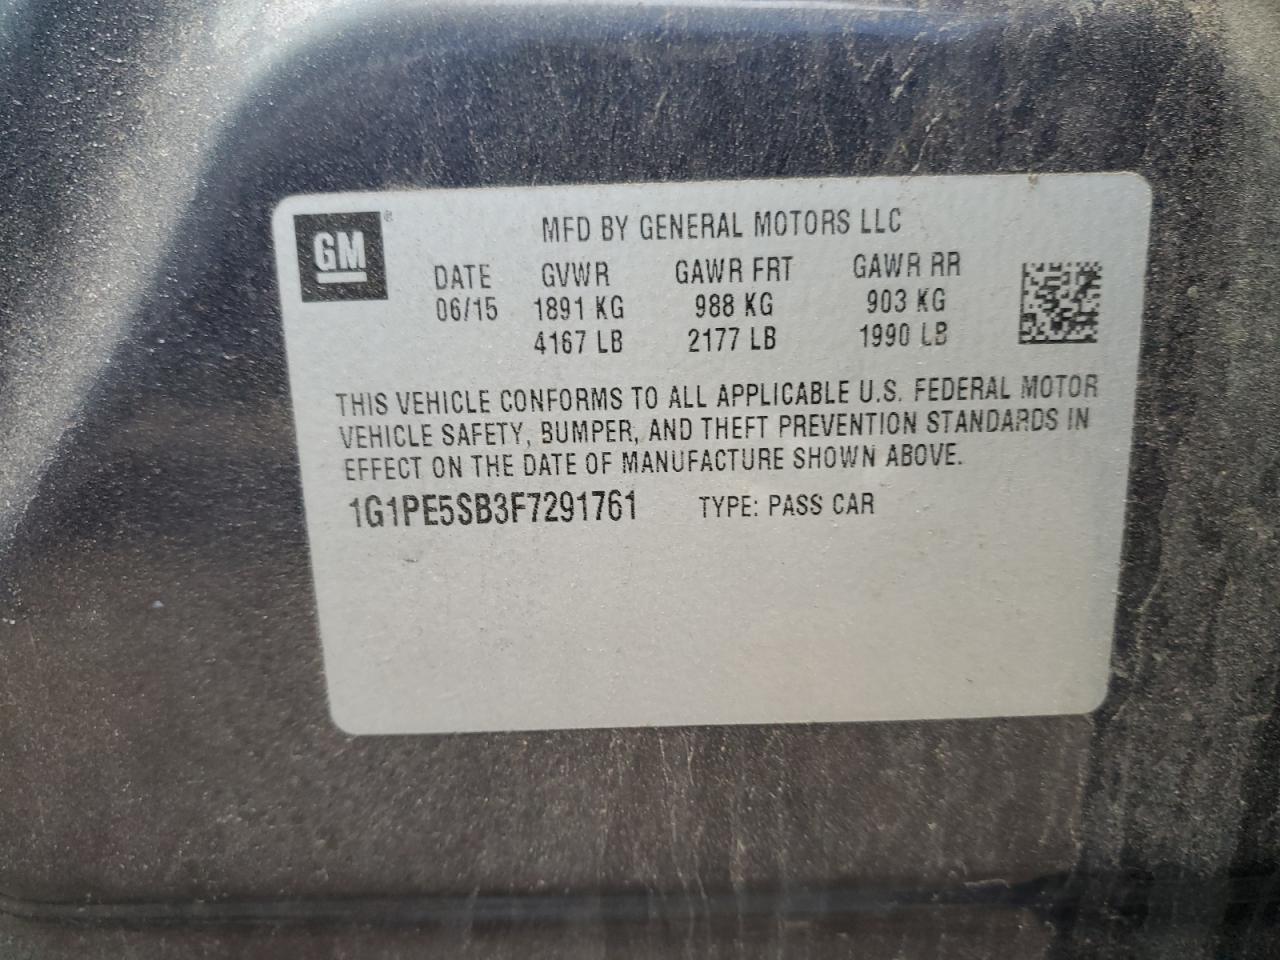 GM®
MFD BY GENERAL MOTORS LLC
DATE GVWR GAWR FRT GAWR RR
06/15 1891 KG 988 KG 903 KG
4167 LB 2177 LB 1990 LB
THIS VEHICLE CONFORMS TO ALL APPLICABLE U.S. FEDERAL MOTOR
VEHICLE SAFETY, BUMPER, AND THEFT PREVENTION STANDARDS IN
EFFECT ON THE DATE OF MANUFACTURE SHOWN ABOVE.
1G1PE5SB3F7291761 TYPE: PASS CAR